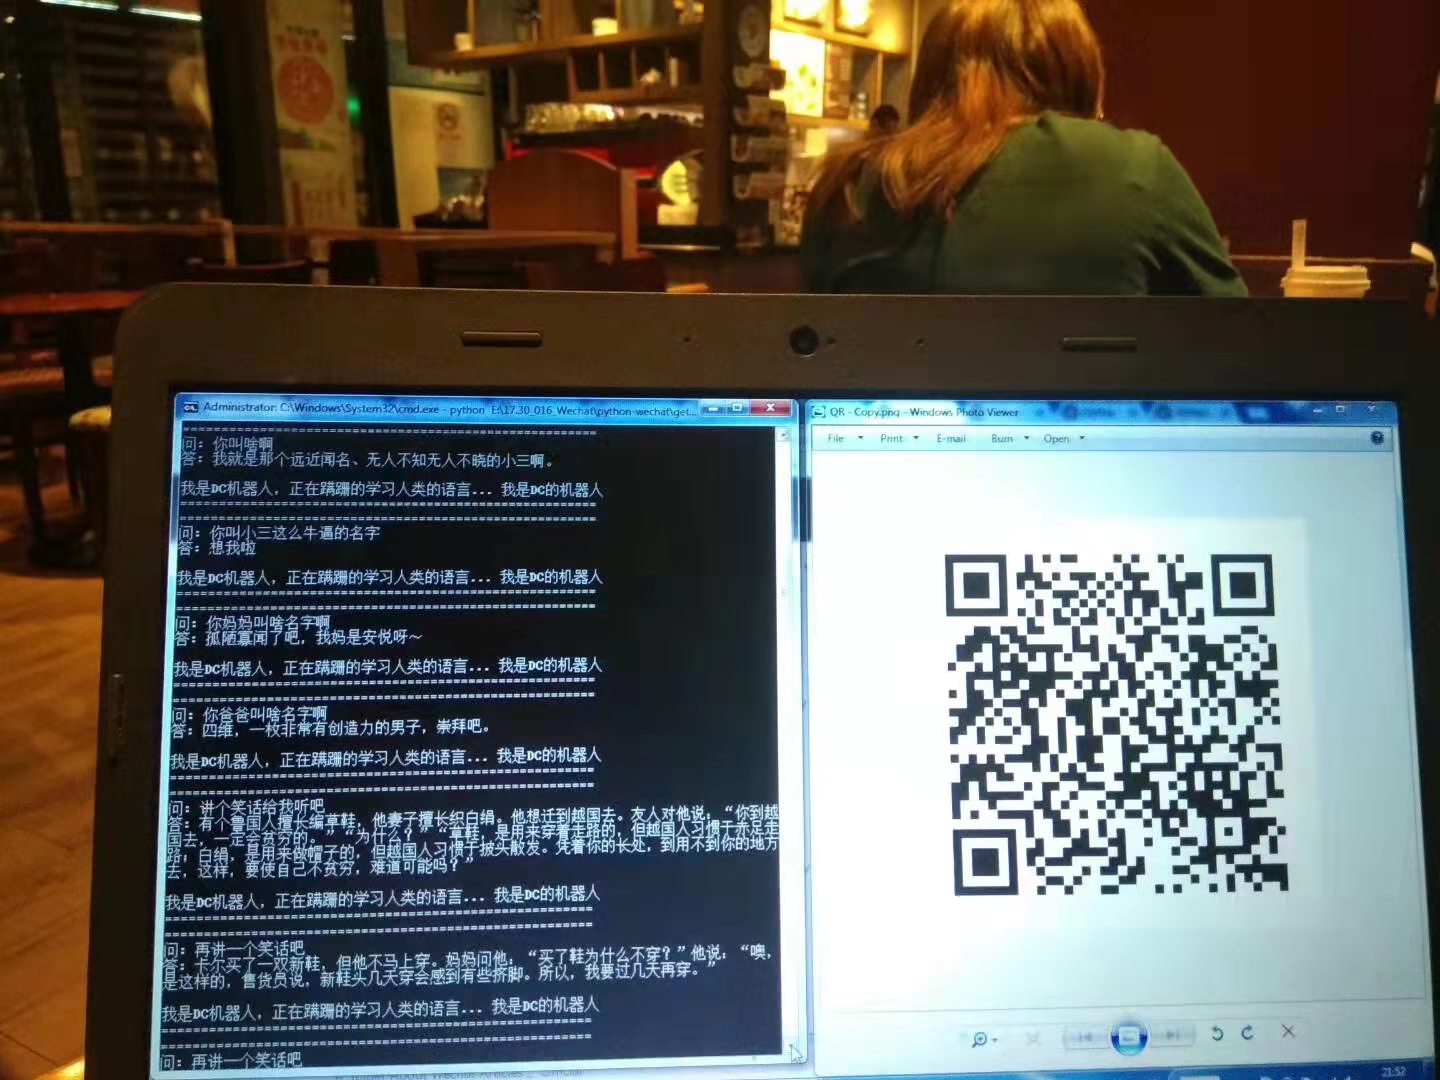 Administrator: C:\Windows\System32\cmd.exe - python E:\17.30_016_Wechat\python-wechat\get...
==========================================================
问：你叫啥啊
答：我就是那个远近闻名、无人不知无人不晓的小三啊。
我是DC机器人，正在蹒跚的学习人类的语言... 我是DC的机器人
==========================================================
==========================================================
问：你叫小三这么牛逼的名字
答：想我啦
我是DC机器人，正在蹒跚的学习人类的语言... 我是DC的机器人
==========================================================
==========================================================
问：你妈妈叫啥名字啊
答：孤陋寡闻了吧，我妈是安悦呀～
我是DC机器人，正在蹒跚的学习人类的语言... 我是DC的机器人
==========================================================
==========================================================
问：你爸爸叫啥名字啊
答：四维，一枚非常有创造力的男子，崇拜吧。
我是DC机器人，正在蹒跚的学习人类的语言... 我是DC的机器人
==========================================================
==========================================================
问：讲个笑话给我听吧
答：有个鲁国人擅长编草鞋，他妻子擅长织白绢。他想迁到越国去。友人对他说：“你到越
国去，一定会贫穷的。”“为什么？”“草鞋，是用来穿着走路的，但越国人习惯于赤足走
路；白绢，是用来做帽子的，但越国人习惯于披头散发。凭着你的长处，到用不到你的地方
去，这样，要使自己不贫穷，难道可能吗？”
我是DC机器人，正在蹒跚的学习人类的语言... 我是DC的机器人
==========================================================
==========================================================
问：再讲一个笑话吧
答：卡尔买了一双新鞋，但他不马上穿。妈妈问他：“买了鞋为什么不穿？”他说：“噢，
是这样的，售货员说，新鞋头几天穿会感到有些挤脚。所以，我要过几天再穿。”
我是DC机器人，正在蹒跚的学习人类的语言... 我是DC的机器人
==========================================================
==========================================================
问：再讲一个笑话吧
QR - Copy.png - Windows Photo Viewer
File Print E-mail Burn Open
21:52